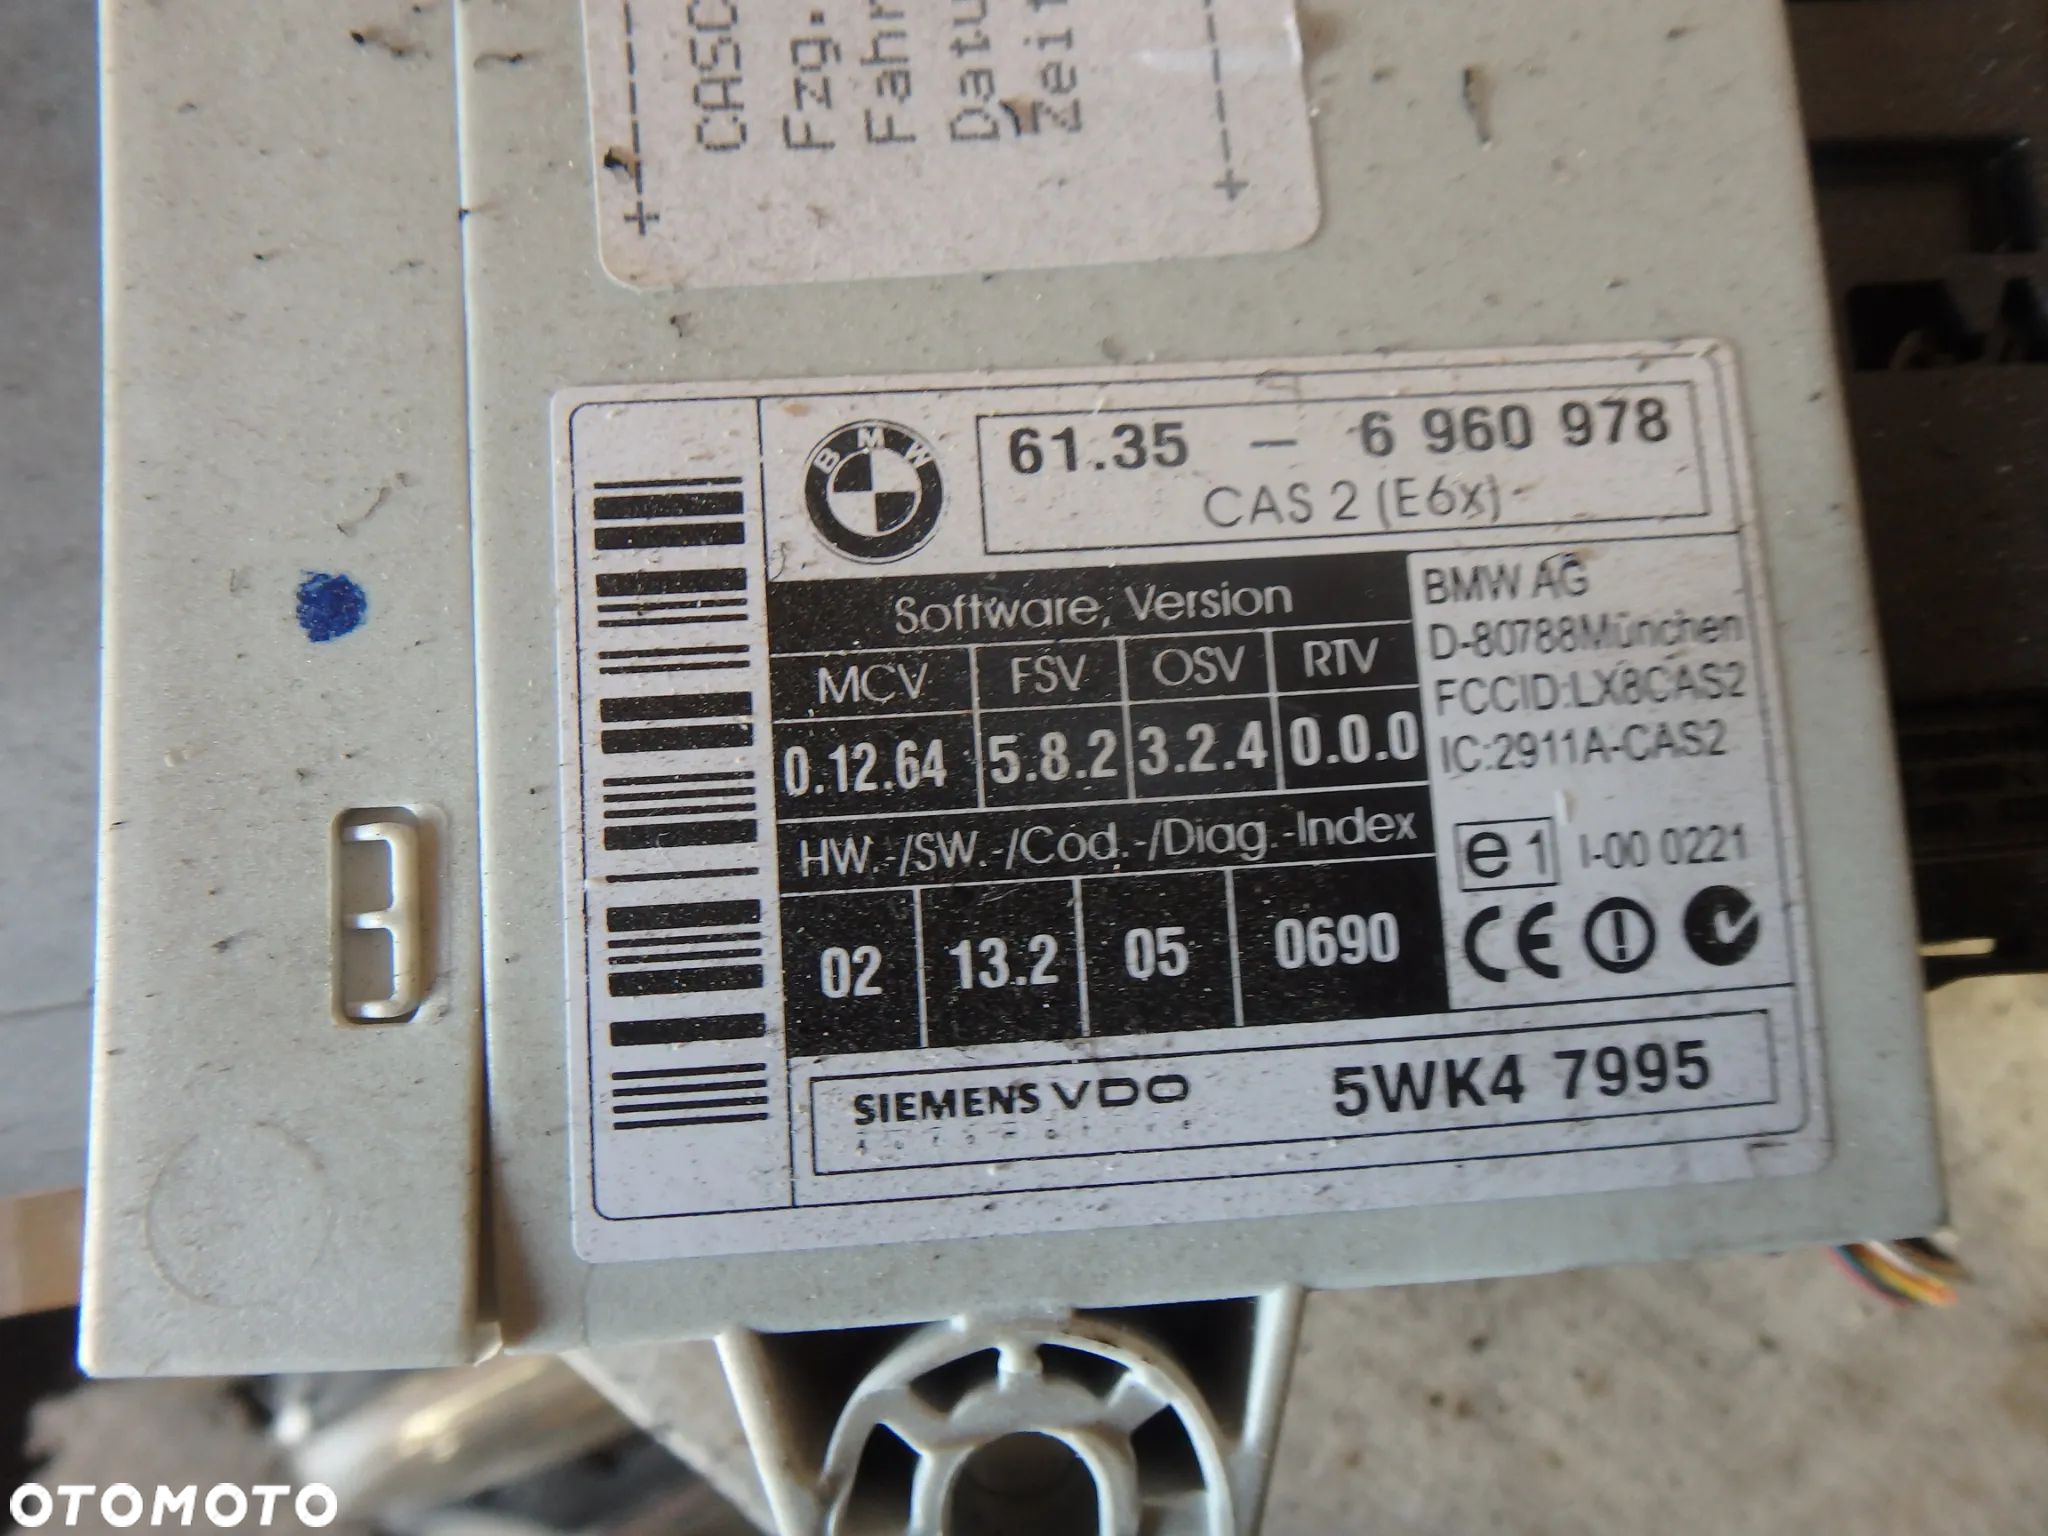 CASC
Fzg.
Fahr
Datu
Zeit
BMW
61.35 - 6 960 978
CAS 2 (E6x)
Software, Version
MCV FSV OSV RTV
0.12.64 5.8.2 3.2.4 0.0.0
HW.-/SW.-/Cod.-/Diag.-Index
02 13.2 05 0690
BMW AG
D-80788München
FCCID:LX8CAS2
IC:2911A-CAS2
e1 I-00 0221
CE
SIEMENS VDO 5WK4 7995
Automotive
OTOMOTO